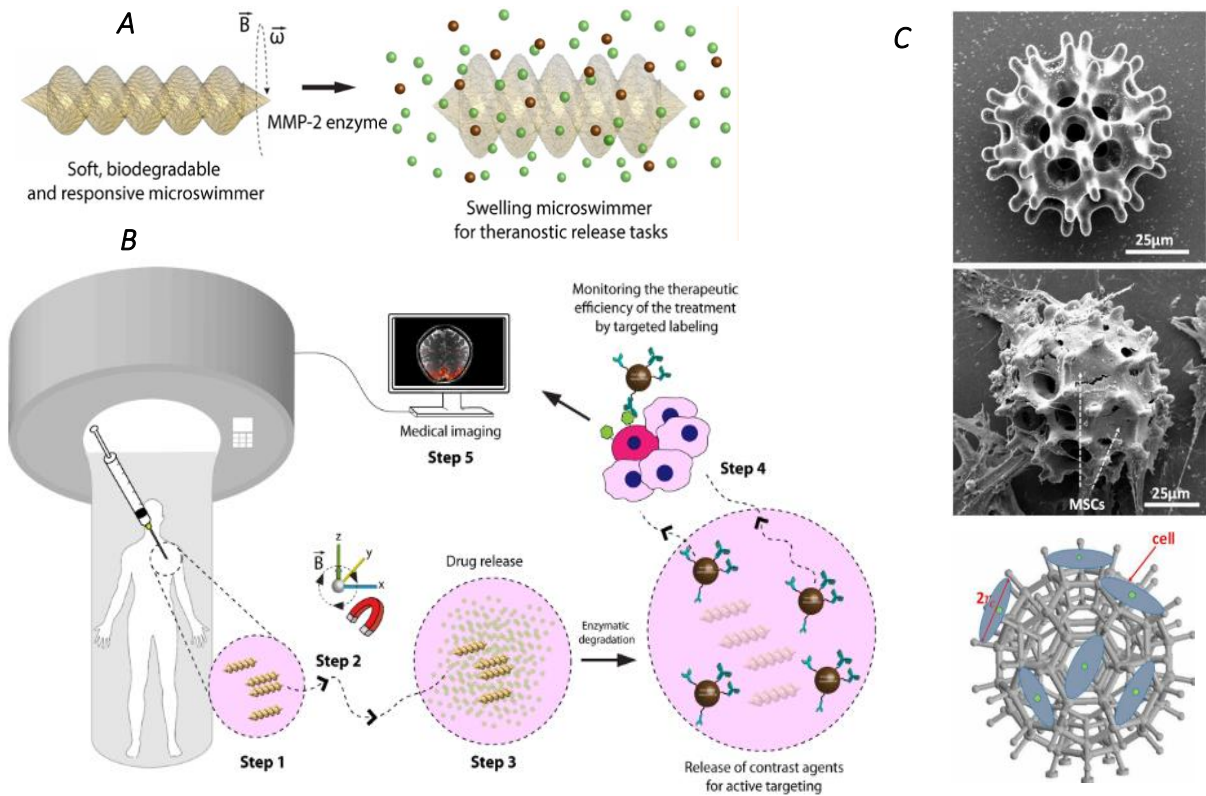 A
B
ω
MMP-2 enzyme
Soft, biodegradable
and responsive microswimmer
Swelling microswimmer
for theranostic release tasks
B
Monitoring the therapeutic
efficiency of the treatment
by targeted labeling
Medical imaging
Step 5
Step 4
B
z
y
x
Drug release
Enzymatic
degradation
Step 2
Step 1
Step 3
Release of contrast agents
for active targeting
C
25μm
MSCs
25μm
cell
2r